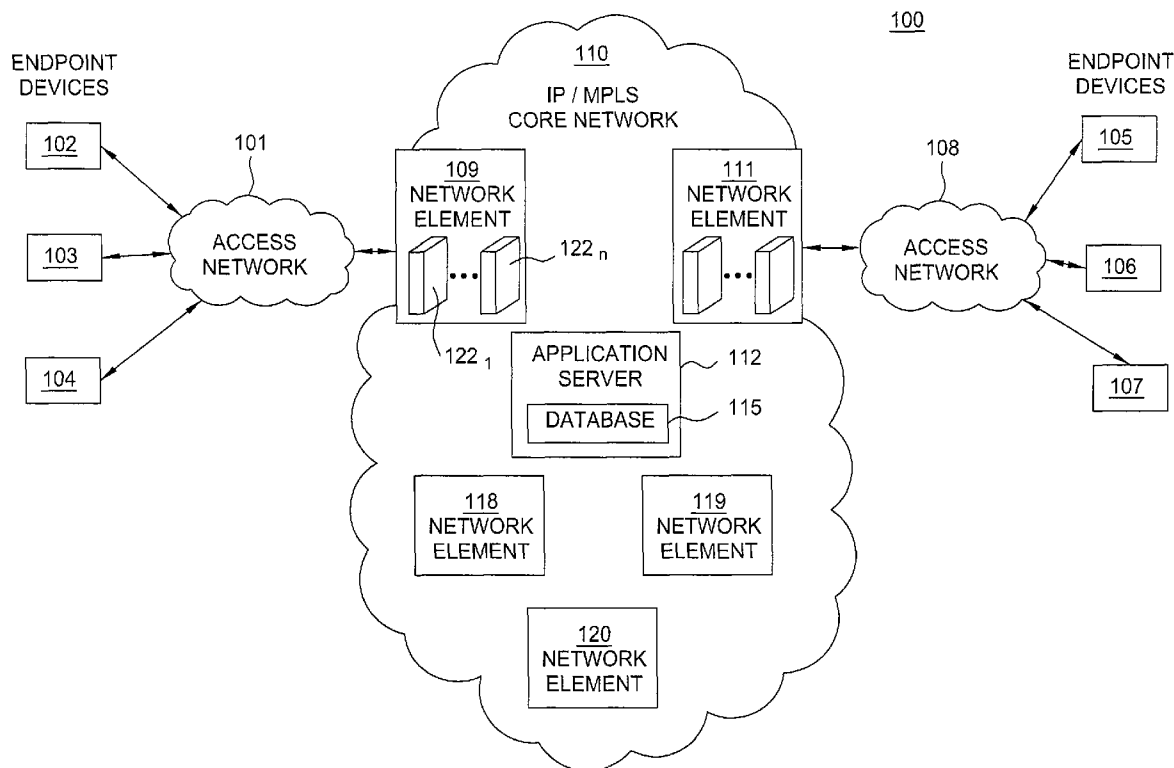 100
ENDPOINT
DEVICES
102
103
104
101
ACCESS
NETWORK
110
IP / MPLS
CORE NETWORK
109
NETWORK
ELEMENT
122 n
122 1
111
NETWORK
ELEMENT
APPLICATION
SERVER
112
DATABASE
115
118
NETWORK
ELEMENT
119
NETWORK
ELEMENT
120
NETWORK
ELEMENT
108
ACCESS
NETWORK
ENDPOINT
DEVICES
105
106
107